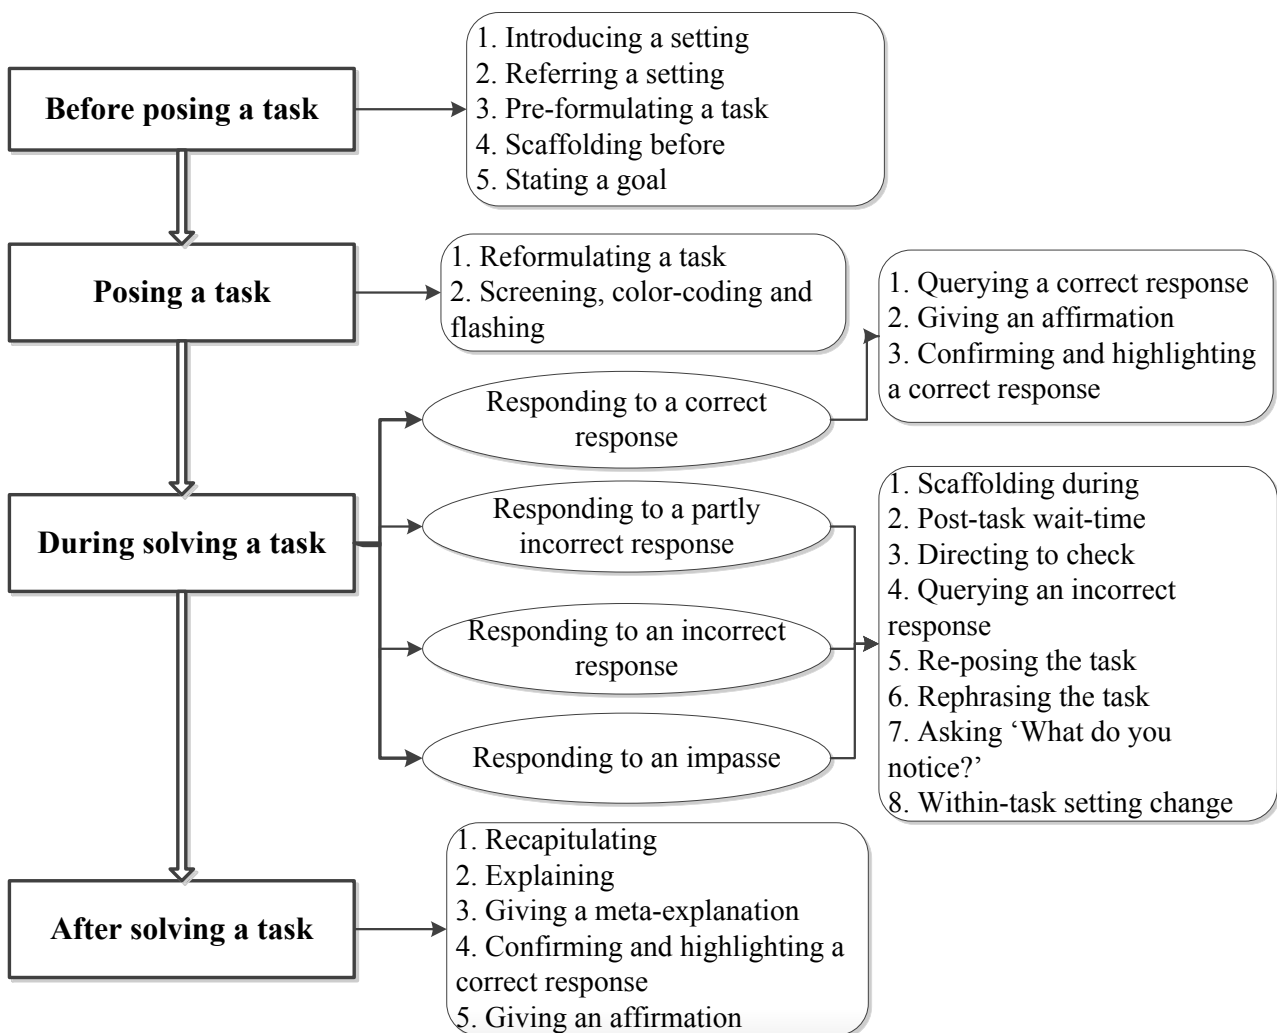 Before posing a task
1. Introducing a setting
2. Referring a setting
3. Pre-formulating a task
4. Scaffolding before
5. Stating a goal
Posing a task
1. Reformulating a task
2. Screening, color-coding and
flashing
During solving a task
Responding to a correct
response
1. Querying a correct response
2. Giving an affirmation
3. Confirming and highlighting
a correct response
Responding to a partly
incorrect response
Responding to an incorrect
response
Responding to an impasse
1. Scaffolding during
2. Post-task wait-time
3. Directing to check
4. Querying an incorrect
response
5. Re-posing the task
6. Rephrasing the task
7. Asking ‘What do you
notice?’
8. Within-task setting change
After solving a task
1. Recapitulating
2. Explaining
3. Giving a meta-explanation
4. Confirming and highlighting a
correct response
5. Giving an affirmation